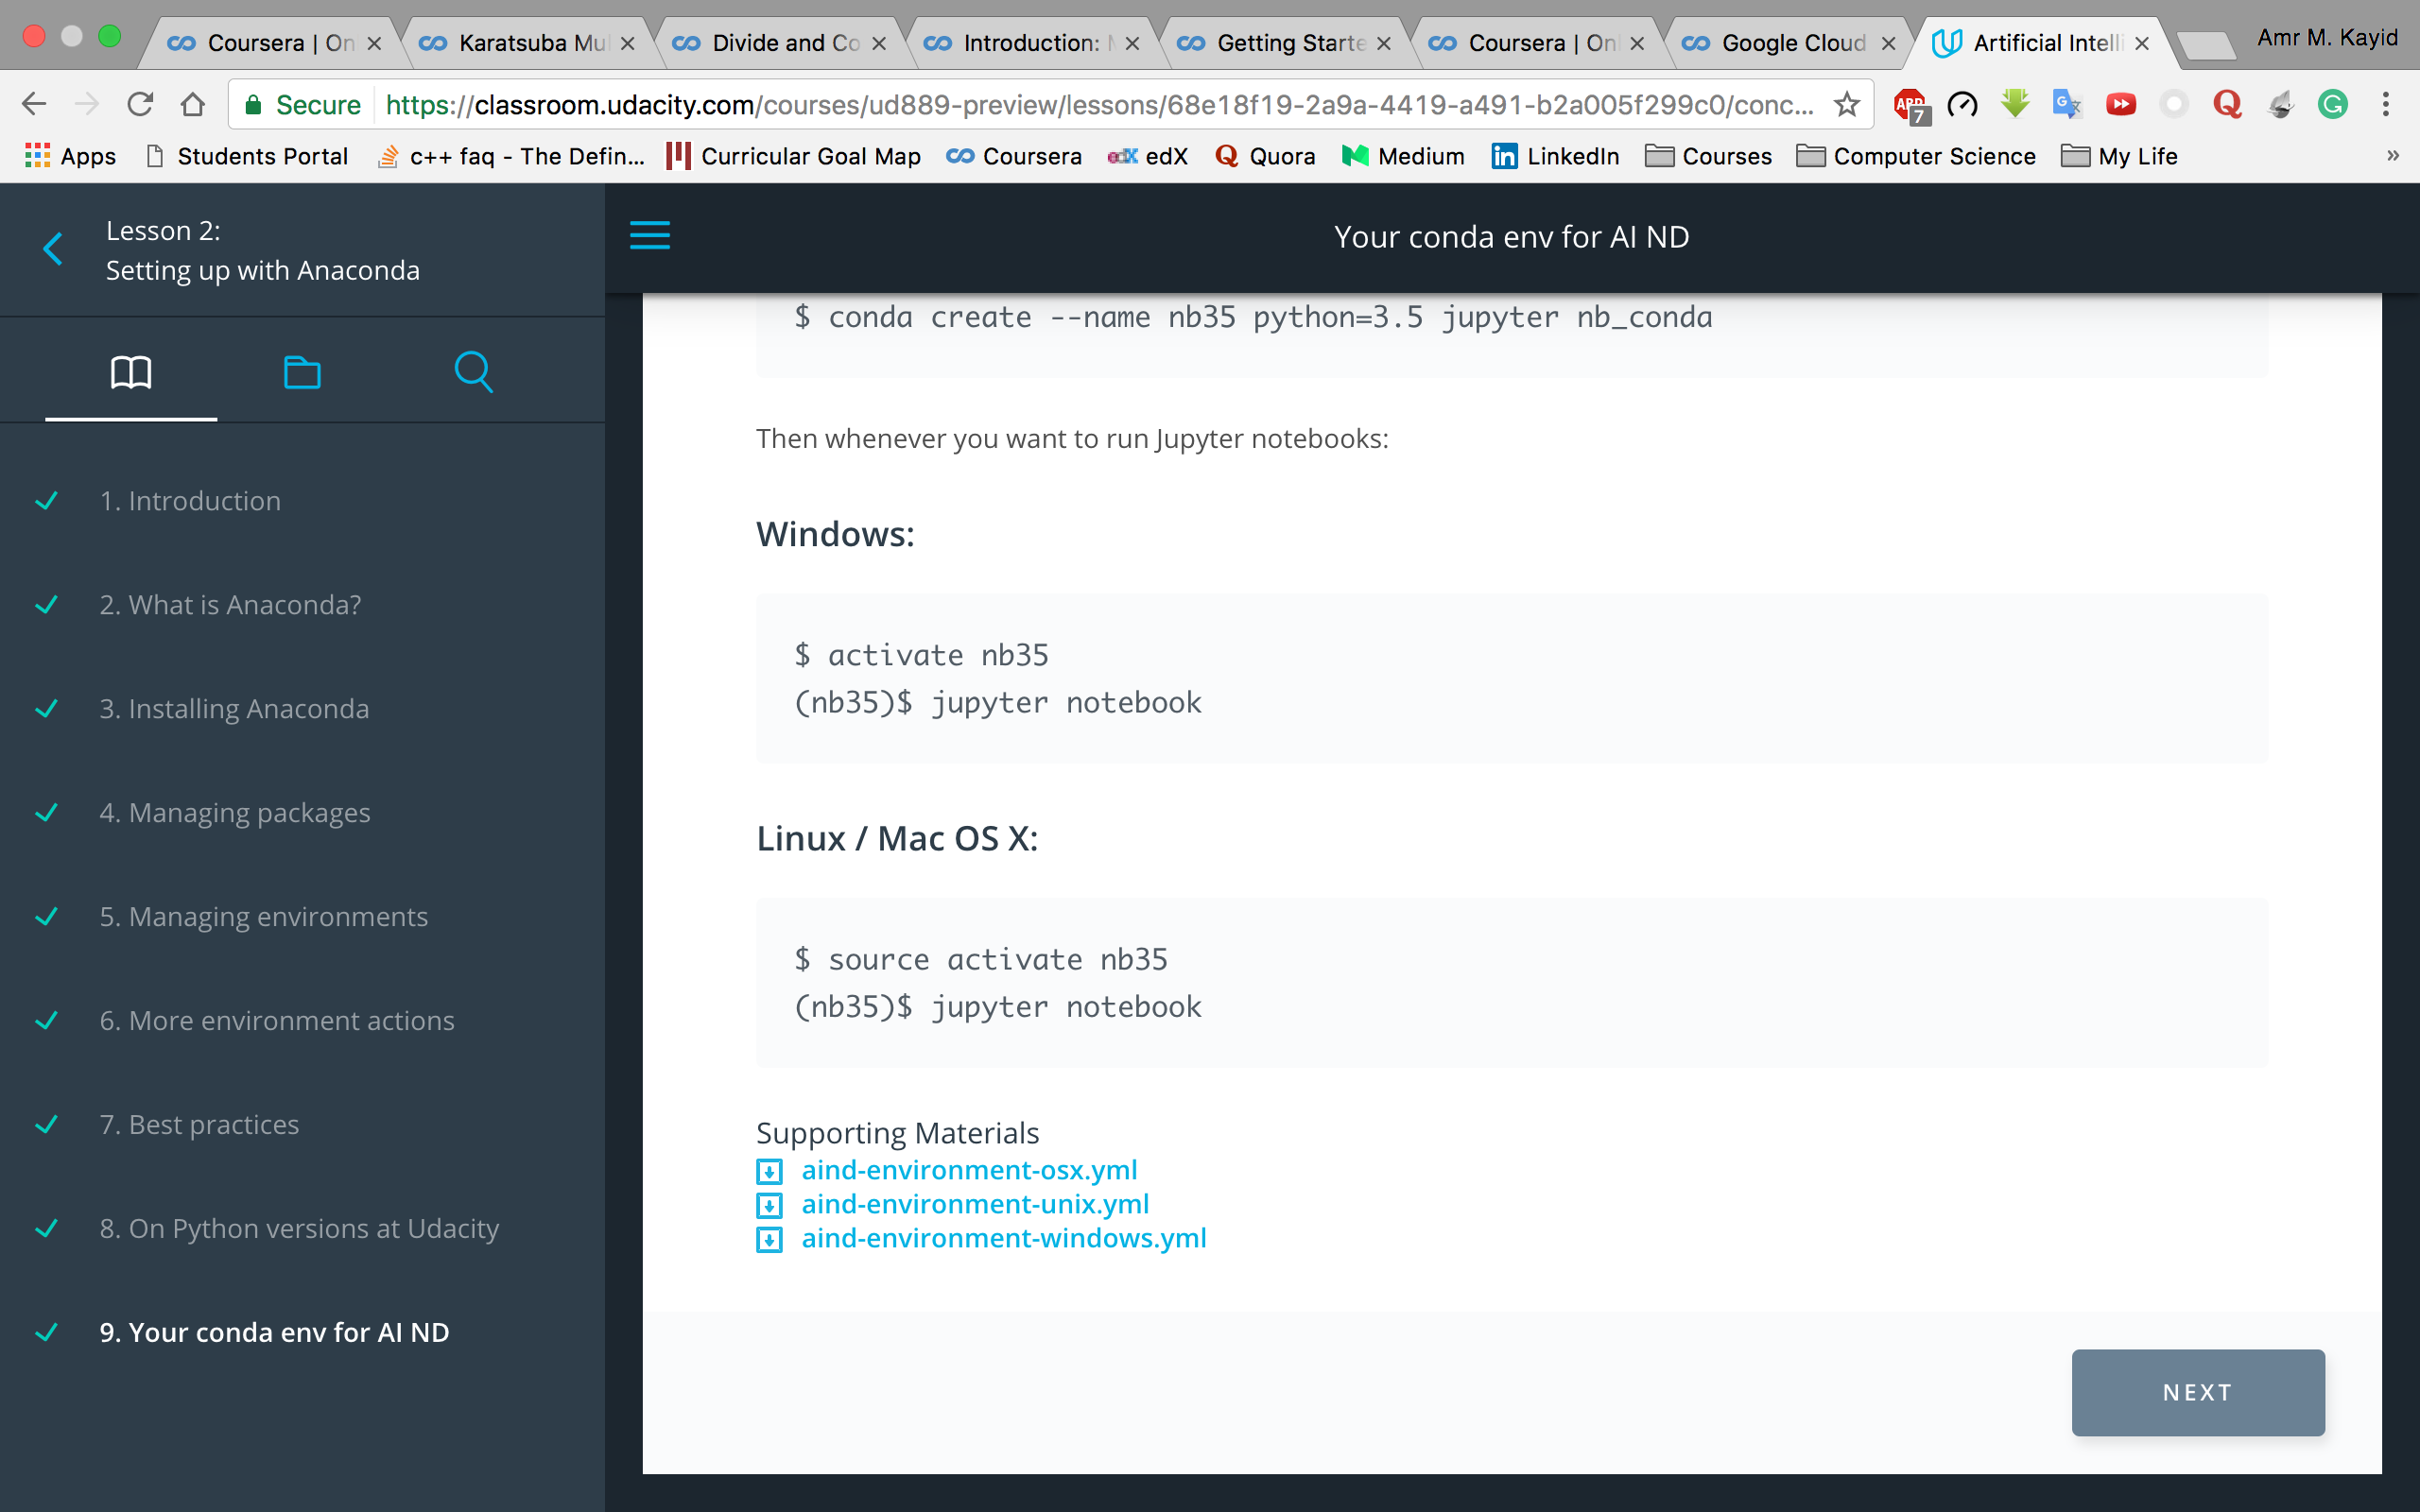 Coursera | On
Karatsuba Mul
Divide and Co
Introduction:
Getting Starte
Coursera | Onl
Google Cloud
Artificial Intelli
Amr M. Kayid
Secure https://classroom.udacity.com/courses/ud889-preview/lessons/68e18f19-2a9a-4419-a491-b2a005f299c0/conc...
ABP 7
Apps Students Portal c++ faq - The Defin... Curricular Goal Map Coursera edX Quora Medium LinkedIn Courses Computer Science My Life »
Lesson 2:
Setting up with Anaconda
1. Introduction
2. What is Anaconda?
3. Installing Anaconda
4. Managing packages
5. Managing environments
6. More environment actions
7. Best practices
8. On Python versions at Udacity
9. Your conda env for AI ND
Your conda env for AI ND
$ conda create --name nb35 python=3.5 jupyter nb_conda
Then whenever you want to run Jupyter notebooks:
Windows:
$ activate nb35
(nb35)$ jupyter notebook
Linux / Mac OS X:
$ source activate nb35
(nb35)$ jupyter notebook
Supporting Materials
aind-environment-osx.yml
aind-environment-unix.yml
aind-environment-windows.yml
NEXT